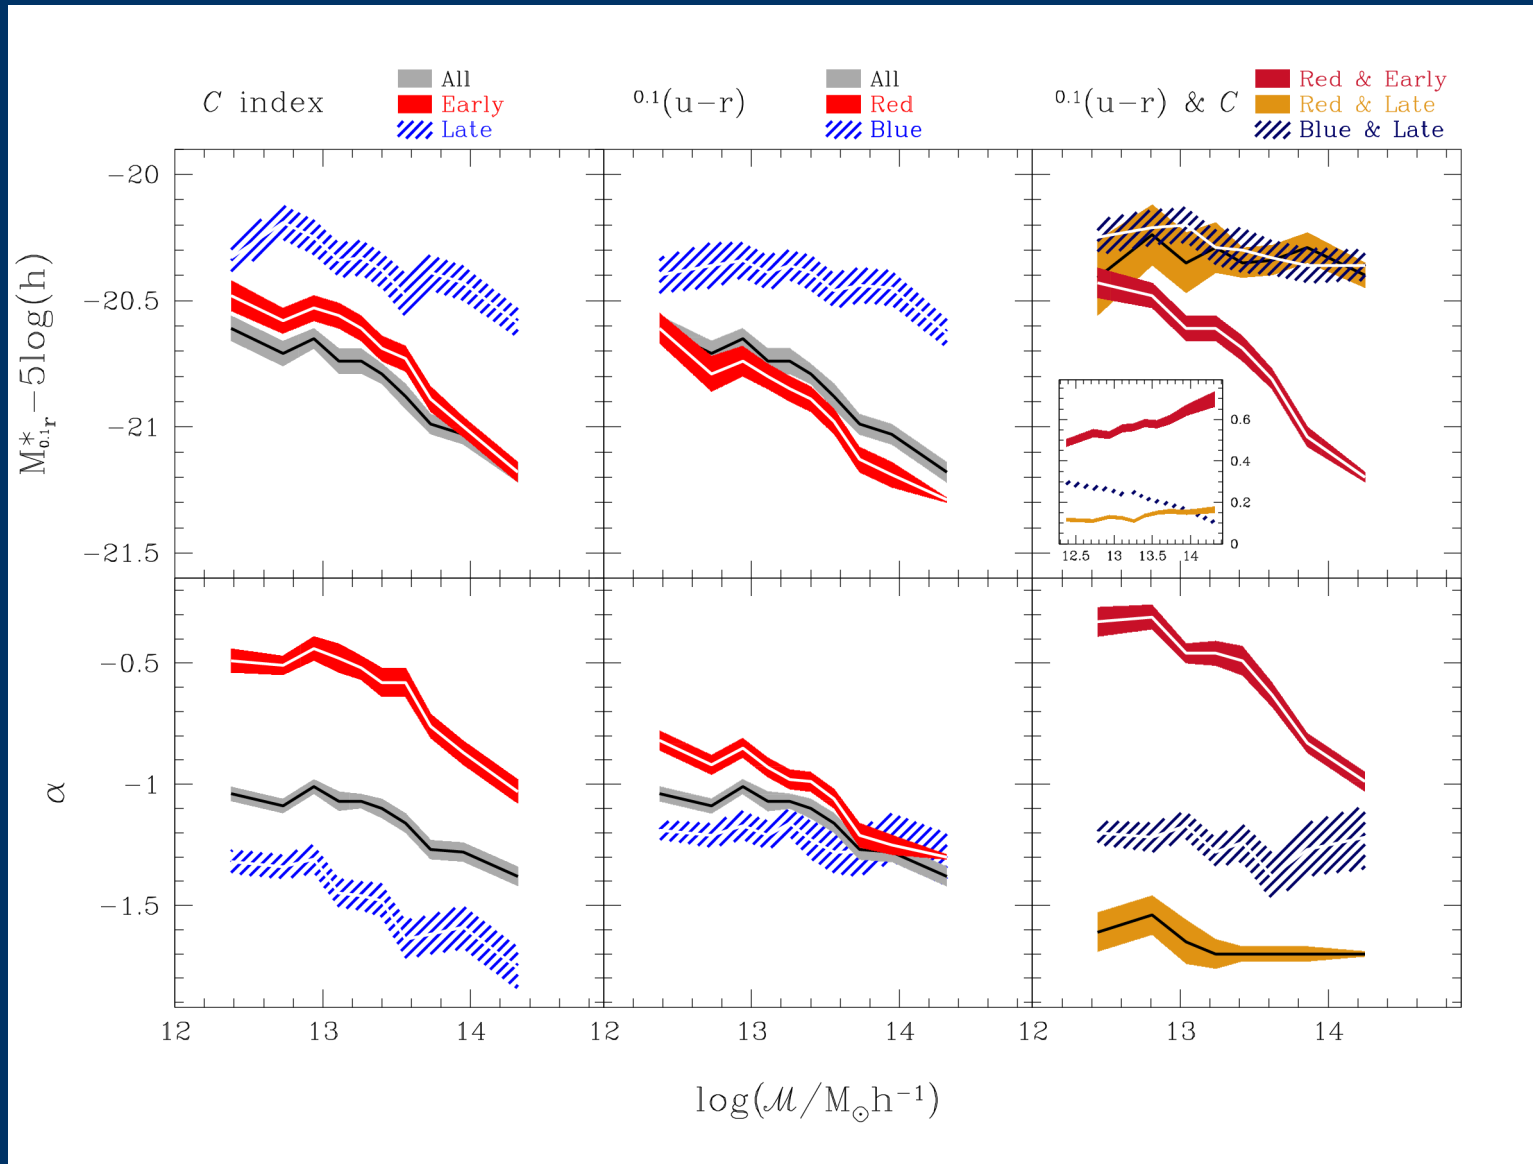 C index
All
Early
Late
0.1(u−r)
All
Red
Blue
0.1(u−r) & C
Red & Early
Red & Late
Blue & Late
M*0.1r−5log(h)
−20
−20.5
−21
−21.5
0.6
0.4
0.2
0
12.5 13 13.5 14
α
−0.5
−1
−1.5
12 13 14 12 13 14 12 13 14
log(ℳ/M⊙h−1)